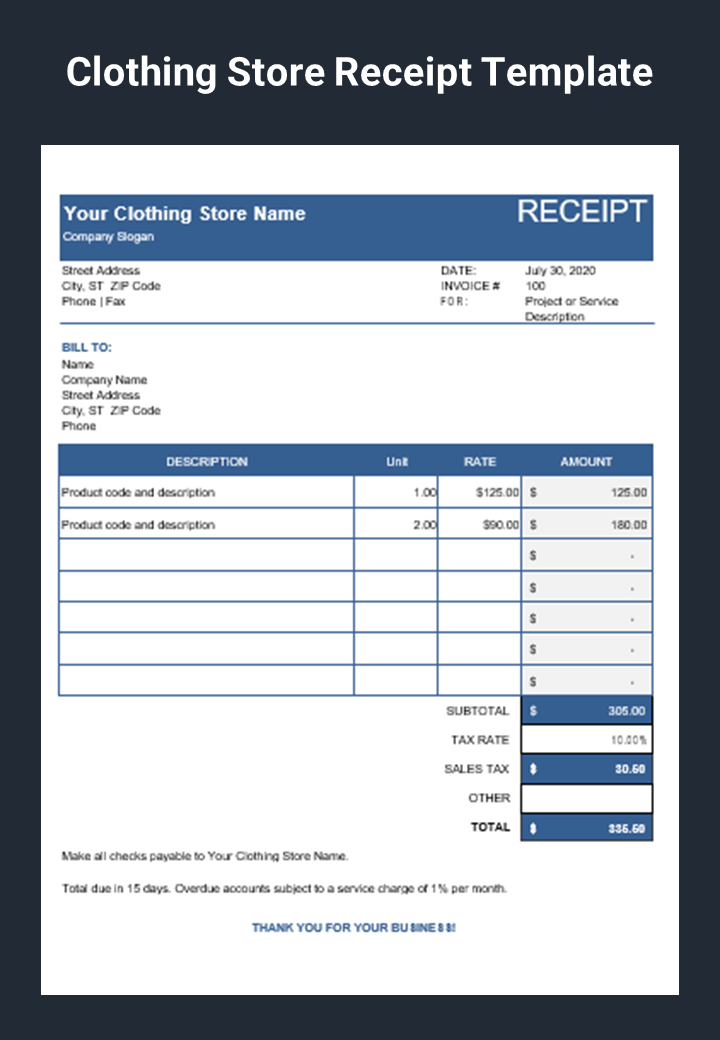 Clothing Store Receipt Template
Your Clothing Store Name
RECEIPT
Company Slogan
Street Address
DATE: July 30, 2020
City, ST ZIP Code
INVOICE # 100
Phone | Fax
FOR: Project or Service
Description
BILL TO:
Name
Company Name
Street Address
City, ST ZIP Code
Phone
DESCRIPTION Unit RATE AMOUNT
Product code and description 1.00 $125.00 $ 125.00
Product code and description 2.00 $90.00 $ 180.00
$ -
$ -
$ -
$ -
$ -
SUBTOTAL $ 305.00
TAX RATE 10.00%
SALES TAX $ 30.50
OTHER
TOTAL $ 335.50
Make all checks payable to Your Clothing Store Name.
Total due in 15 days. Overdue accounts subject to a service charge of 1% per month.
THANK YOU FOR YOUR BUSINESS!